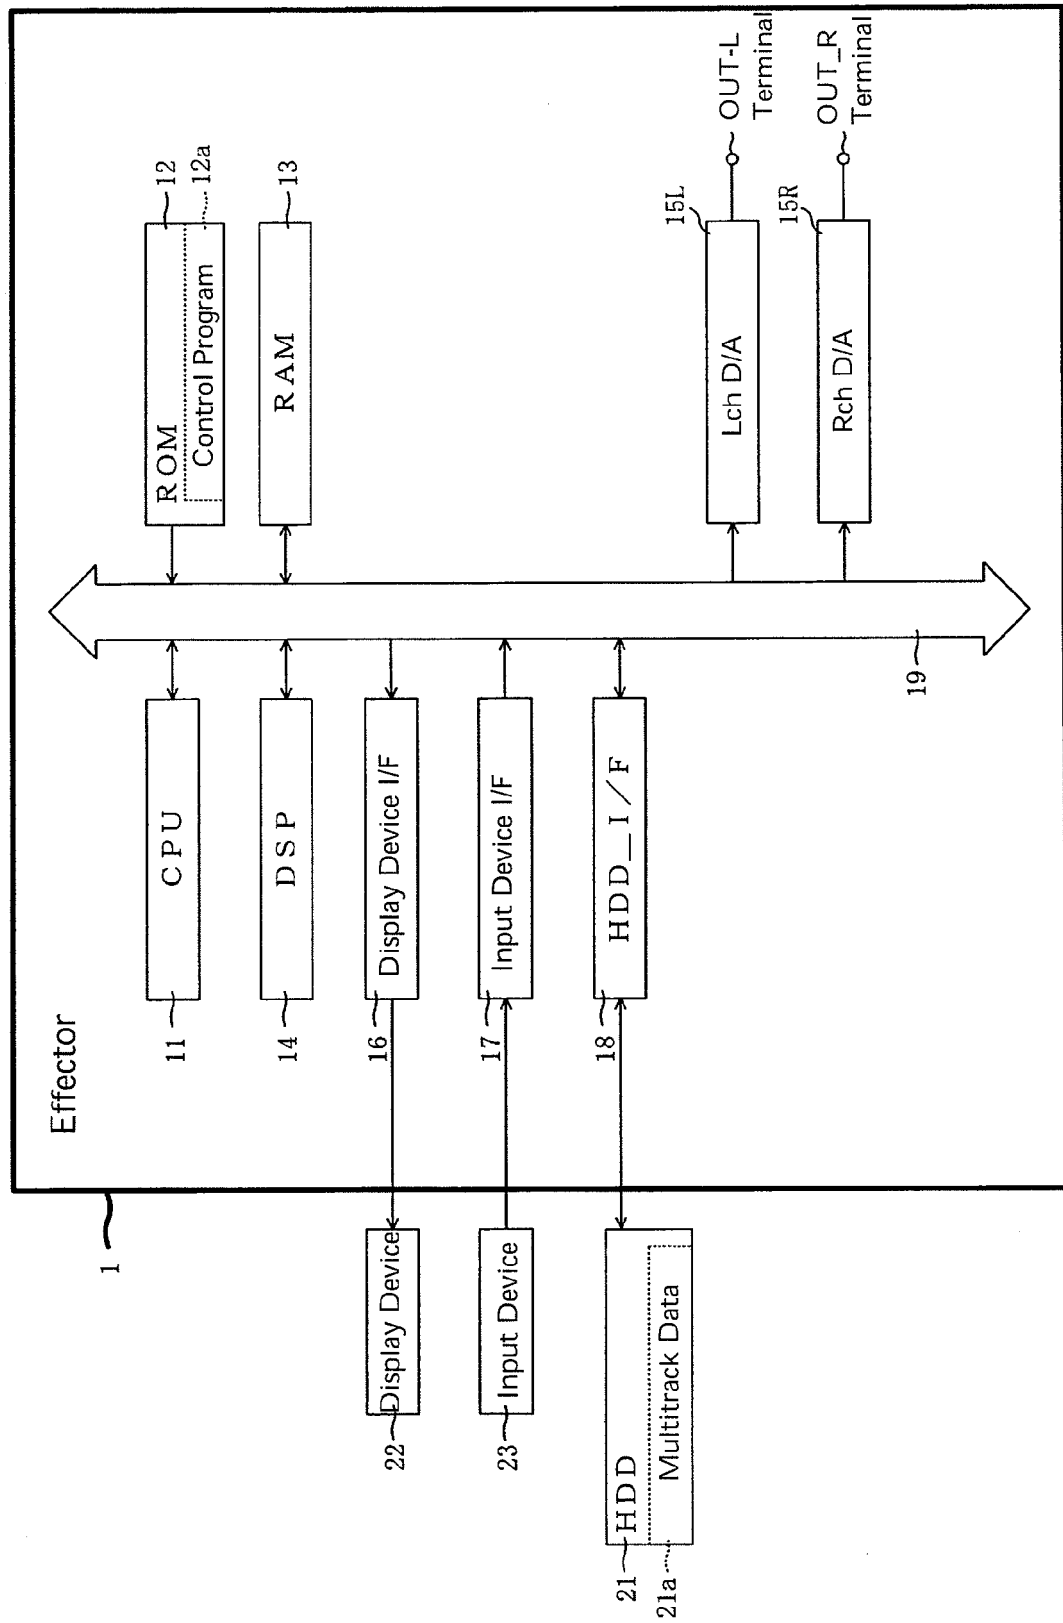 Effector
1
CPU
11
DSP
14
Display Device I/F
16
Input Device I/F
17
HDD_I/F
18
ROM
12
Control Program
12a
RAM
13
Lch D/A
15L
OUT-L
Terminal
Rch D/A
15R
OUT_R
Terminal
19
Display Device
22
Input Device
23
HDD
21
Multitrack Data
21a